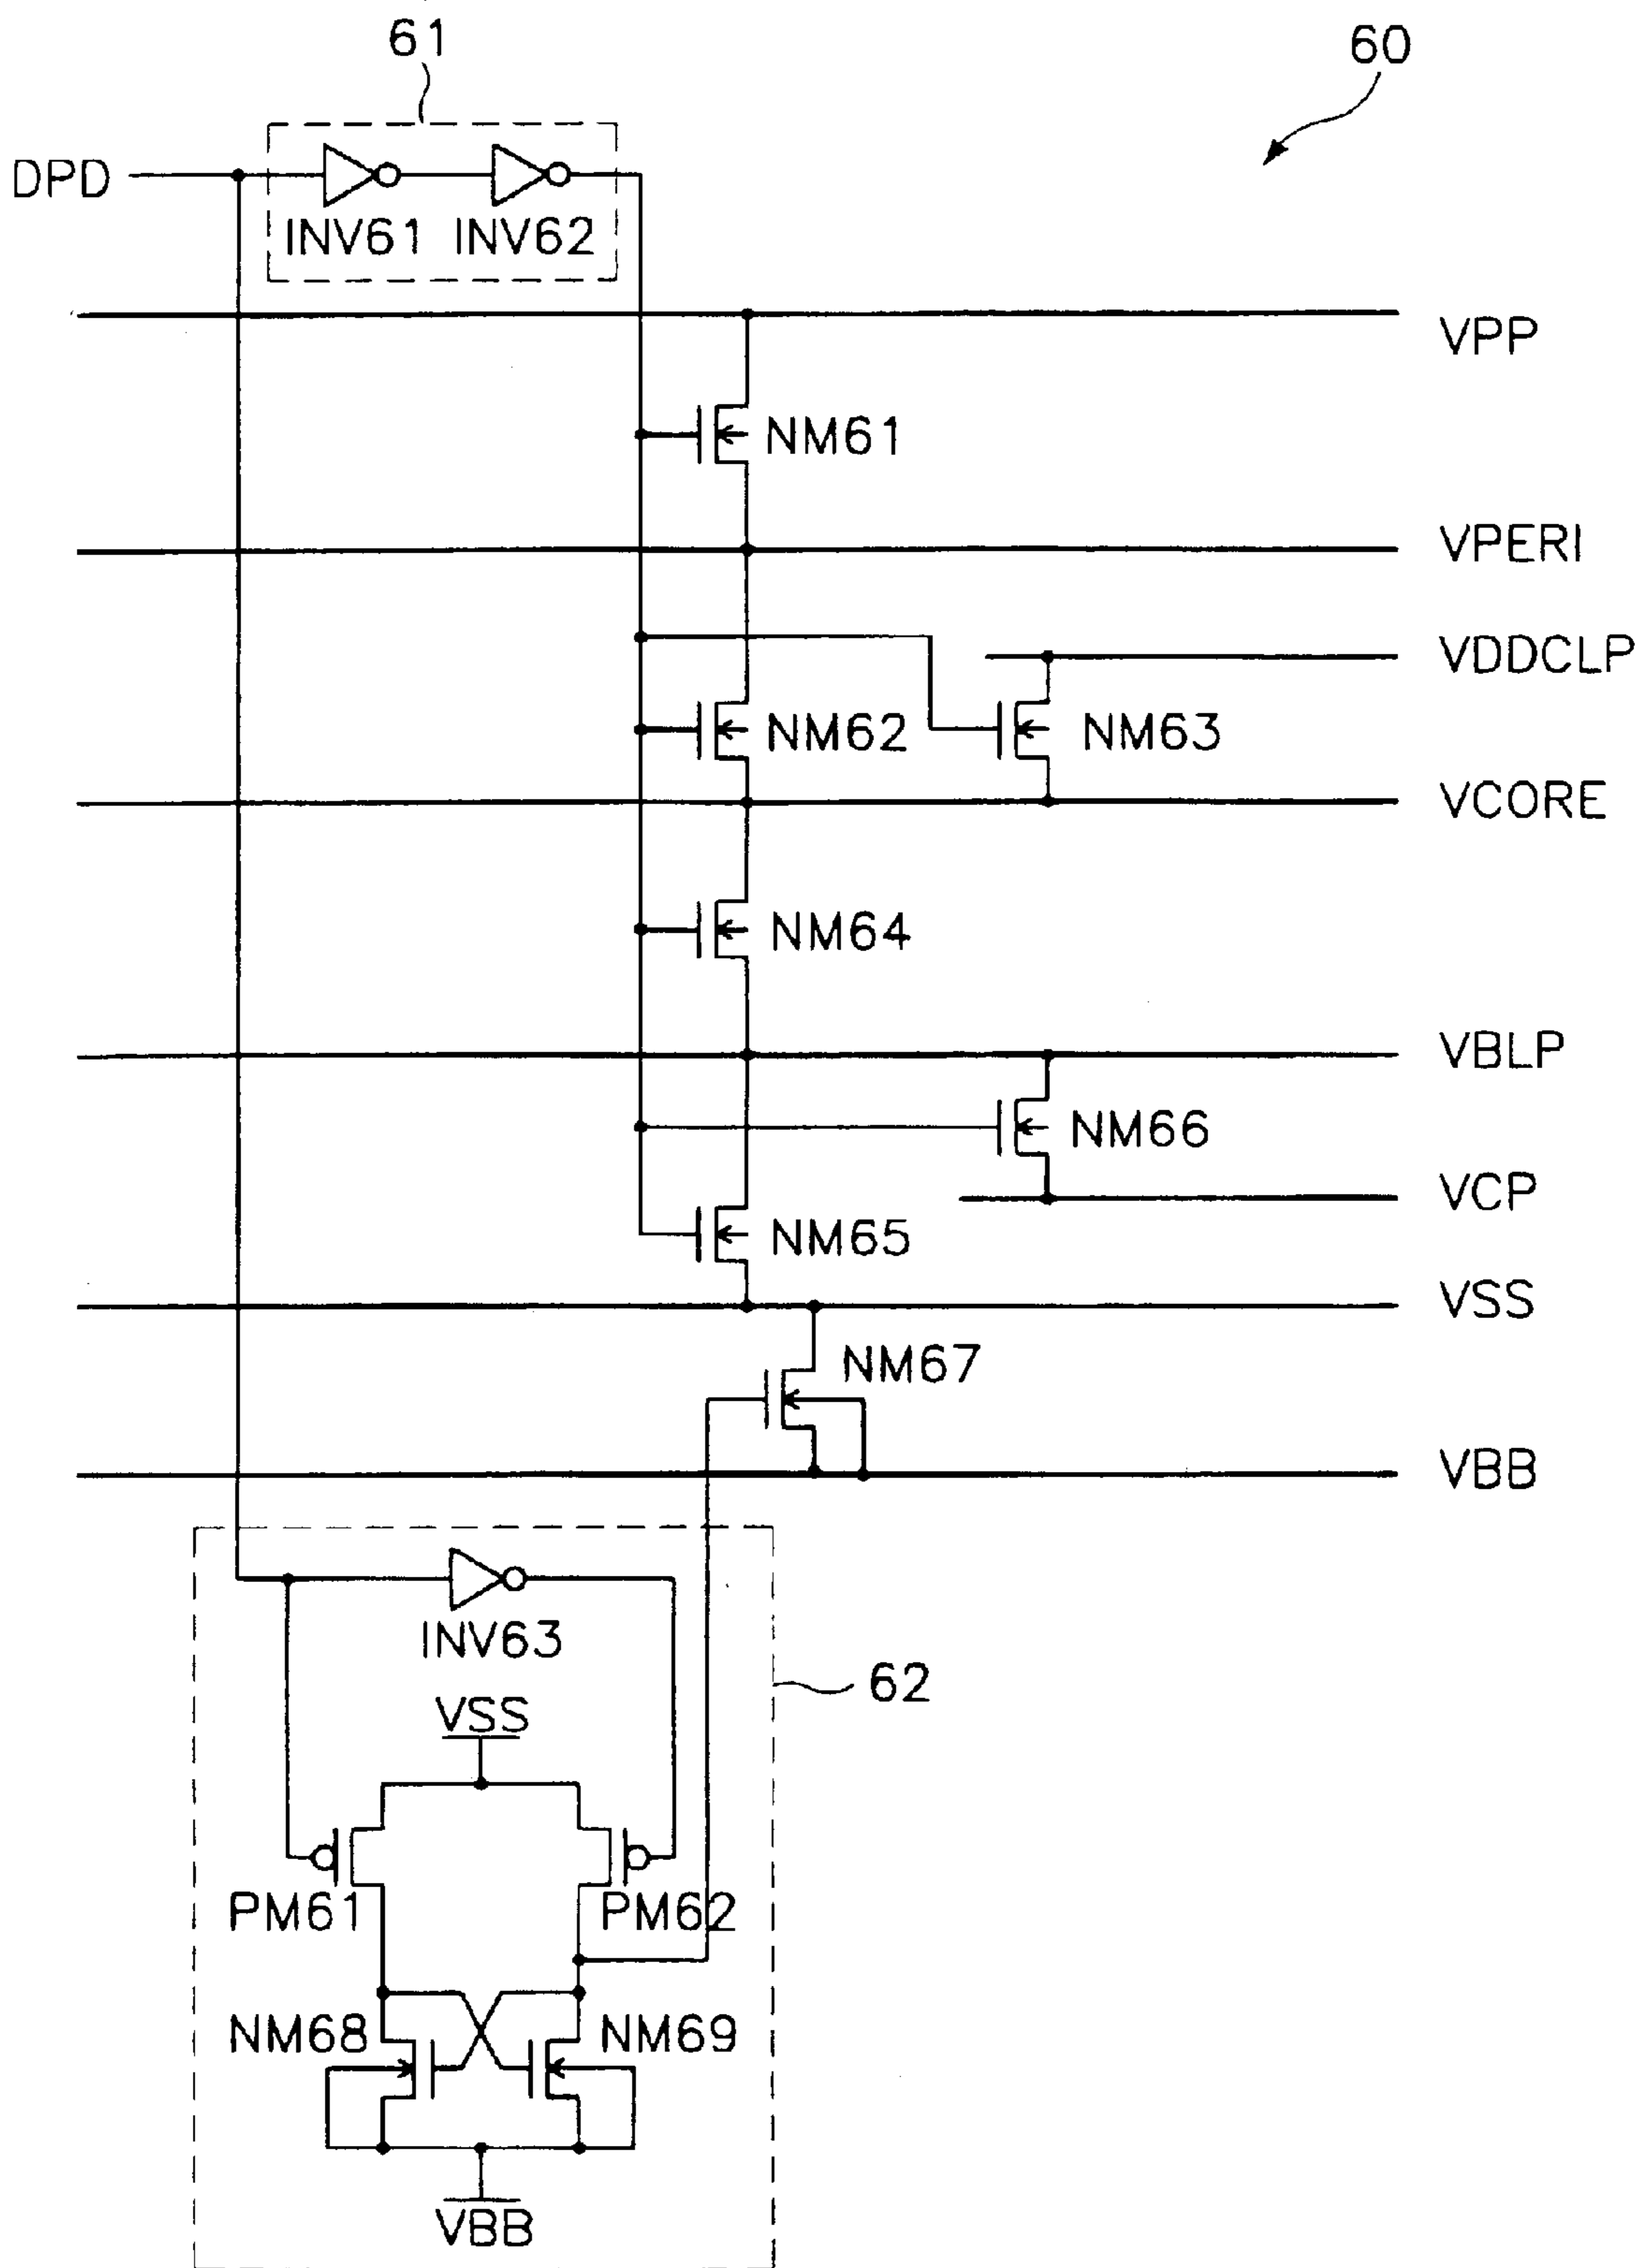 61
60
DPD
INV61 INV62
VPP
NM61
VPERI
VDDCLP
NM62
NM63
VCORE
NM64
VBLP
NM66
VCP
NM65
VSS
NM67
VBB
INV63
62
VSS
PM61
PM62
NM68
NM69
VBB